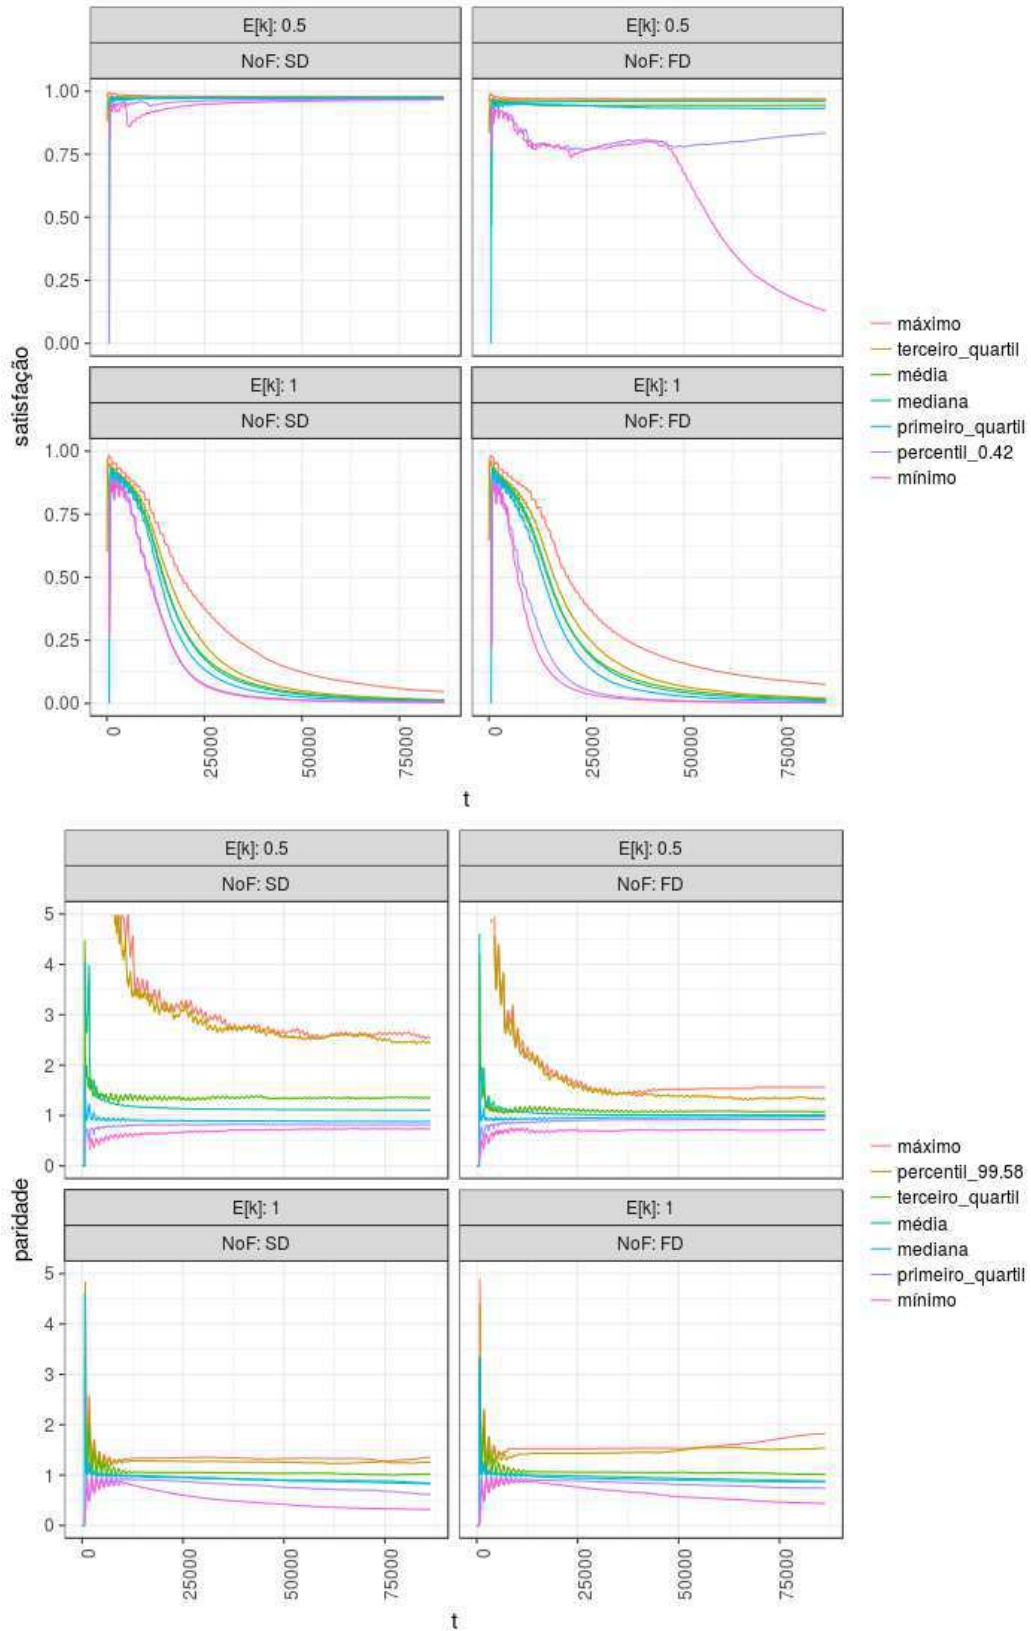 E[k]: 0.5
E[k]: 0.5
NoF: SD
NoF: FD
1.00
0.75
0.50
0.25
0.00
E[k]: 1
E[k]: 1
NoF: SD
NoF: FD
1.00
0.75
0.50
0.25
0.00
satisfação
0
25000
50000
75000
0
25000
50000
75000
t
máximo
terceiro_quartil
média
mediana
primeiro_quartil
percentil_0.42
mínimo
E[k]: 0.5
E[k]: 0.5
NoF: SD
NoF: FD
5
4
3
2
1
0
E[k]: 1
E[k]: 1
NoF: SD
NoF: FD
5
4
3
2
1
0
paridade
0
25000
50000
75000
0
25000
50000
75000
t
máximo
percentil_99.58
terceiro_quartil
média
mediana
primeiro_quartil
mínimo